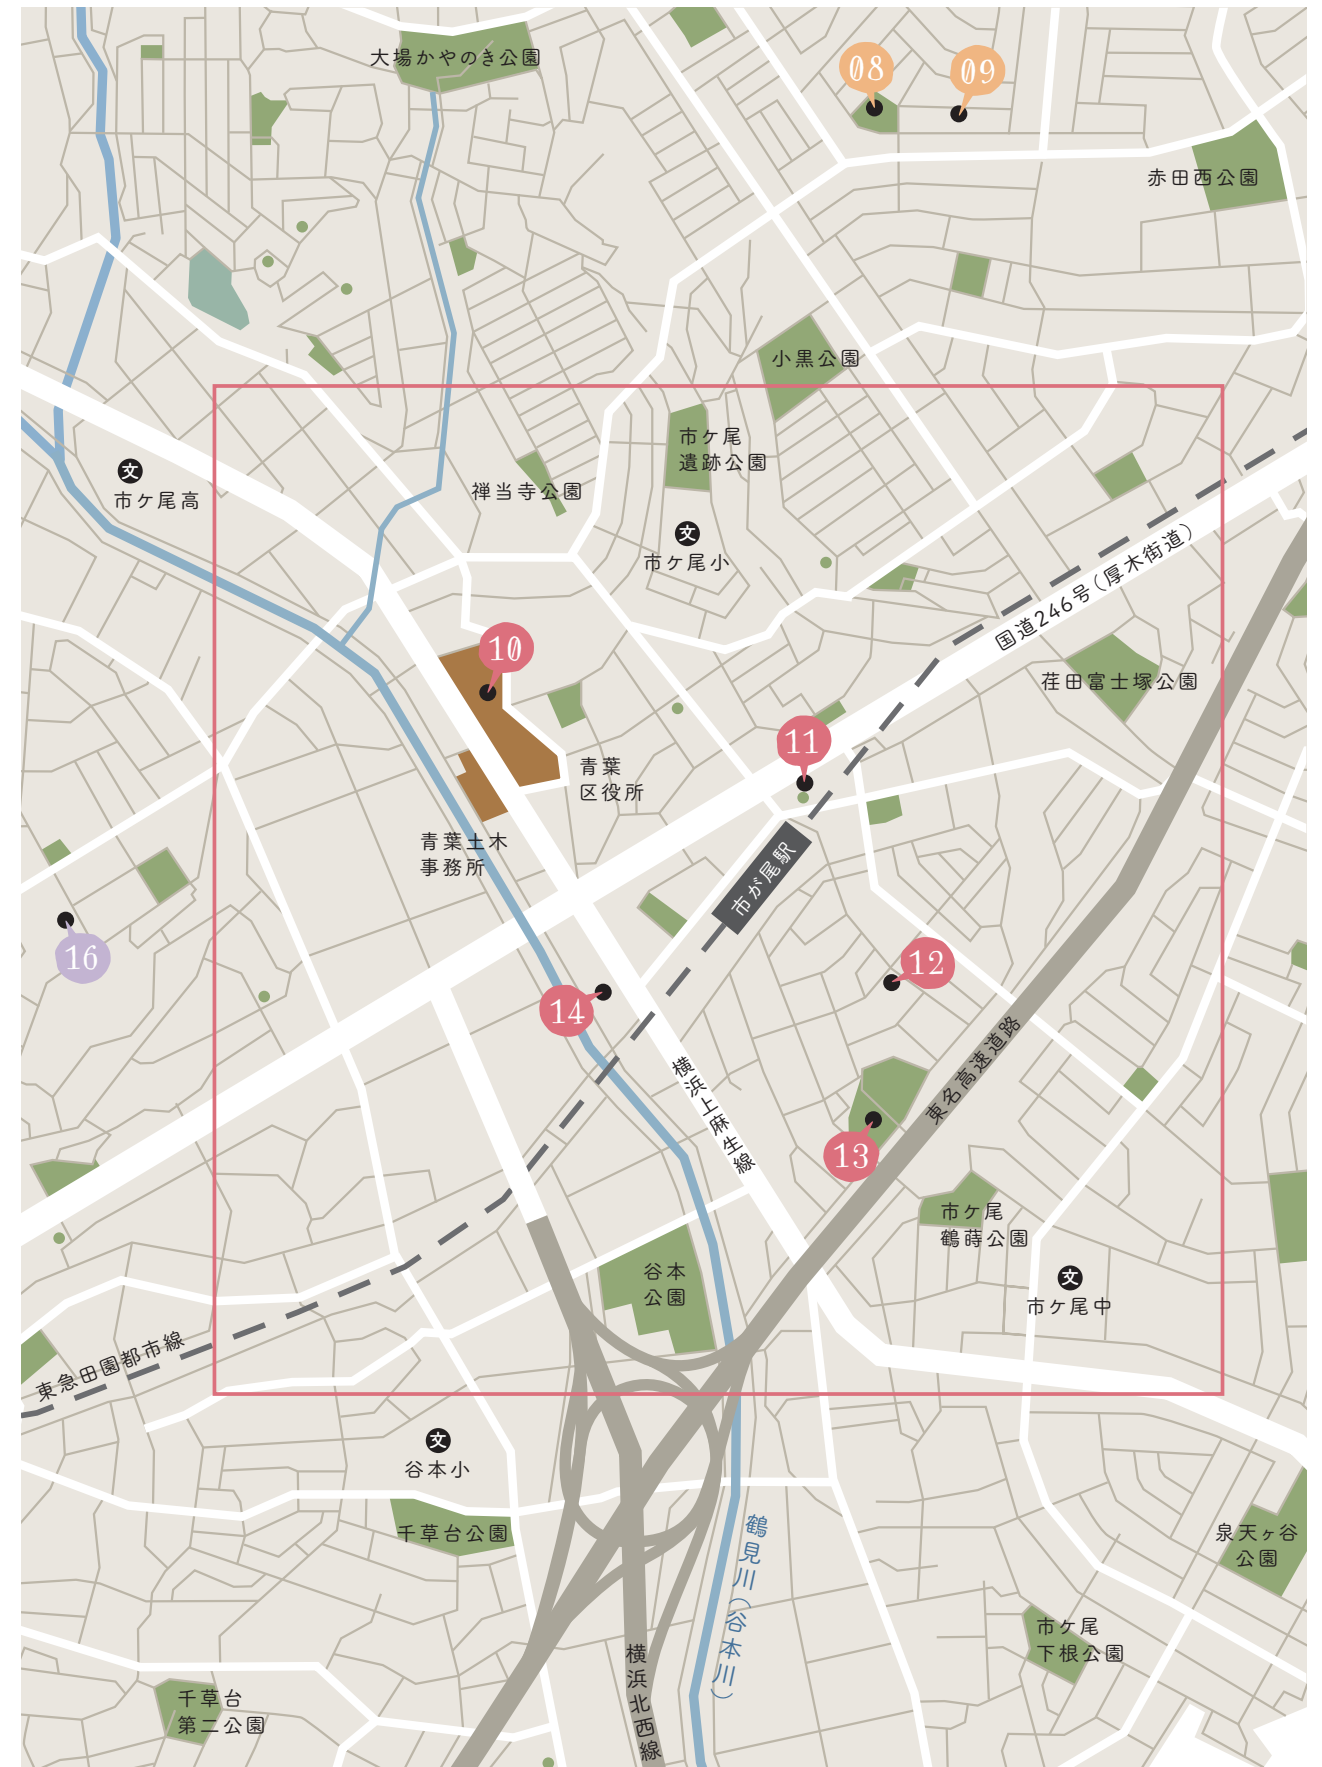 大場かやのき公園
08
09
赤田西公園
小黒公園
市ケ尾
遺跡公園
文
市ケ尾高
禅当寺公園
文
市ケ尾小
国道246号(厚木街道)
10
荏田富士塚公園
11
青葉
区役所
青葉土木
事務所
市が尾駅
16
12
14
東名高速道路
横浜上麻生線
13
市ケ尾
鶴蒔公園
谷本
公園
文
市ケ尾中
東急田園都市線
文
谷本小
千草台公園
鶴見川(谷本川)
泉天ヶ谷
公園
市ケ尾
下根公園
横浜北西線
千草台
第二公園